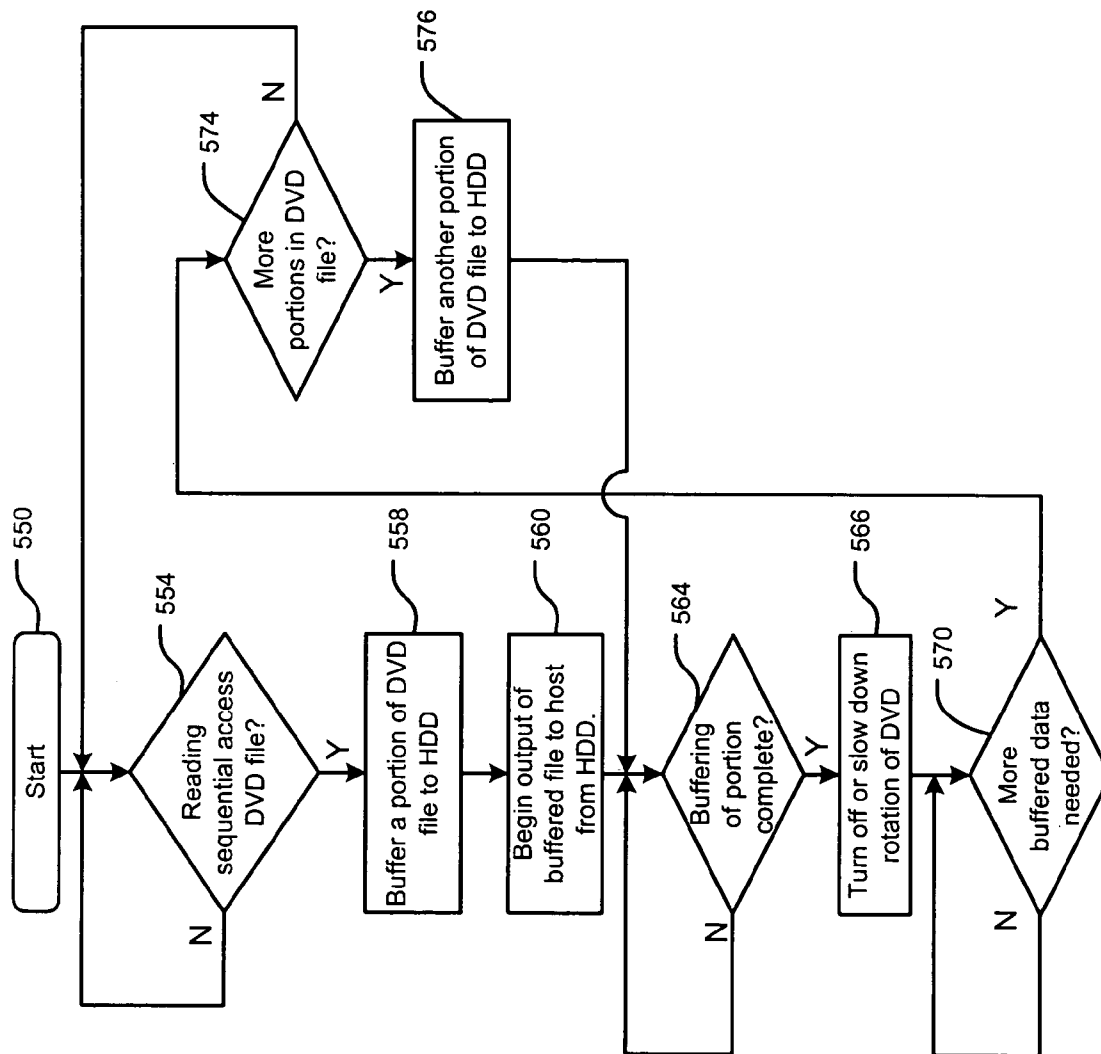 Start
550
Reading
sequential access
DVD file?
554
N
Y
Buffer a portion of DVD
file to HDD
558
Begin output of
buffered file to host
from HDD.
560
Buffering
of portion
complete?
564
N
Y
Turn off or slow down
rotation of DVD
566
More
buffered data
needed?
570
N
Y
More
portions in DVD
file?
574
N
Y
Buffer another portion
of DVD file to HDD
576